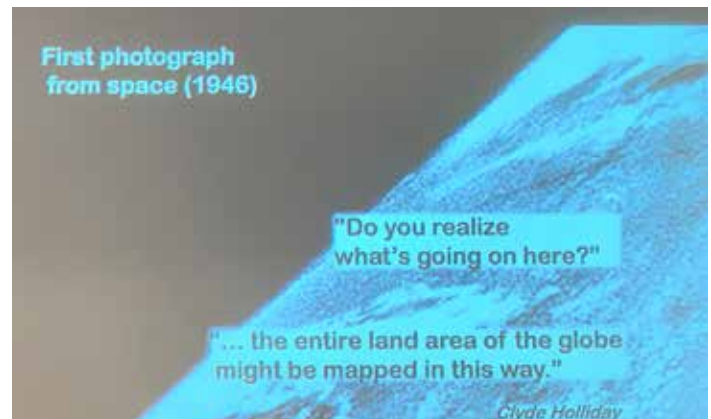 First photograph
from space (1946)
"Do you realize
what's going on here?"
"... the entire land area of the globe
might be mapped in this way."
Clyde Holliday